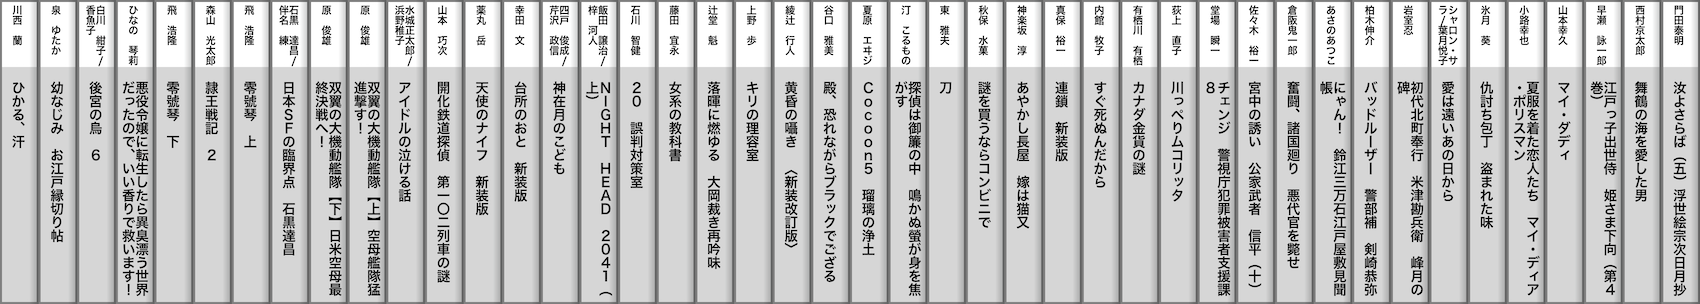 門田泰明
汝よさらば（五）浮世絵宗次日月抄
西村京太郎
舞鶴の海を愛した男
早瀬 詠一郎
江戸っ子出世侍 姫さま下向（第４
巻）
山本幸久
マイ・ダディ
小路幸也
夏服を着た恋人たち マイ・ディア
・ポリスマン
氷月 葵
仇討ち包丁 盗まれた味
シャロン・サ
ラ/葉月悦子
愛は遠いあの日から
岩室忍
初代北町奉行 米津勘兵衛 峰月の
碑
柏木伸介
バッドルーザー 警部補 剣崎恭弥
あさのあつこ
にゃん！ 鈴江三万石江戸屋敷見聞
帳
倉阪鬼一郎
奮闘、諸国廻り 悪代官を斃せ
佐々木 裕一
宮中の誘い 公家武者 信平（十）
堂場 瞬一
チェンジ 警視庁犯罪被害者支援課
８
荻上 直子
川っぺりムコリッタ
有栖川 有栖
カナダ金貨の謎
内館 牧子
すぐ死ぬんだから
真保 裕一
連鎖 新装版
神楽坂 淳
あやかし長屋 嫁は猫又
秋保 水菓
謎を買うならコンビニで
東 雅夫
刀
汀 こるもの
探偵は御簾の中 鳴かぬ螢が身を焦
がす
夏原 エヰジ
Ｃｏｃｏｏｎ５ 瑠璃の浄土
谷口 雅美
殿、恐れながらブラックでござる
綾辻 行人
黄昏の囁き 〈新装改訂版〉
上野 歩
キリの理容室
辻堂 魁
落暉に燃ゆる 大岡裁き再吟味
藤田 宜永
女系の教科書
石川 智健
２０ 誤判対策室
飯田 譲治/
梓 河人
ＮＩＧＨＴ ＨＥＡＤ ２０４１（
上）
四戸 俊成/
芹沢 政信
神在月のこども
幸田 文
台所のおと 新装版
薬丸 岳
天使のナイフ 新装版
山本 巧次
開化鉄道探偵 第一〇二列車の謎
水城正太郎/
浜野稚子
アイドルの泣ける話
原 俊雄
双翼の大機動艦隊【上】空母艦隊猛
進撃す！
原 俊雄
双翼の大機動艦隊【下】日米空母最
終決戦へ！
石黒 達昌/
伴名 練
日本ＳＦの臨界点 石黒達昌
飛 浩隆
零號琴 上
森山 光太郎
隷王戦記 ２
飛 浩隆
零號琴 下
ひなの 琴莉
悪役令嬢に転生したら異臭漂う世界
だったので、いい香りで救います！
白川 紺子/
香魚子
後宮の烏 ６
泉 ゆたか
幼なじみ お江戸縁切り帖
川西 蘭
ひかる、汗